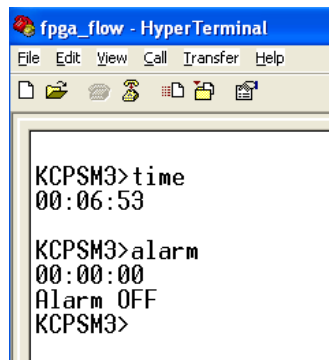 fpga_flow - HyperTerminal
File Edit View Call Transfer Help
KCPSM3>time
00:06:53
KCPSM3>alarm
00:00:00
Alarm OFF
KCPSM3>